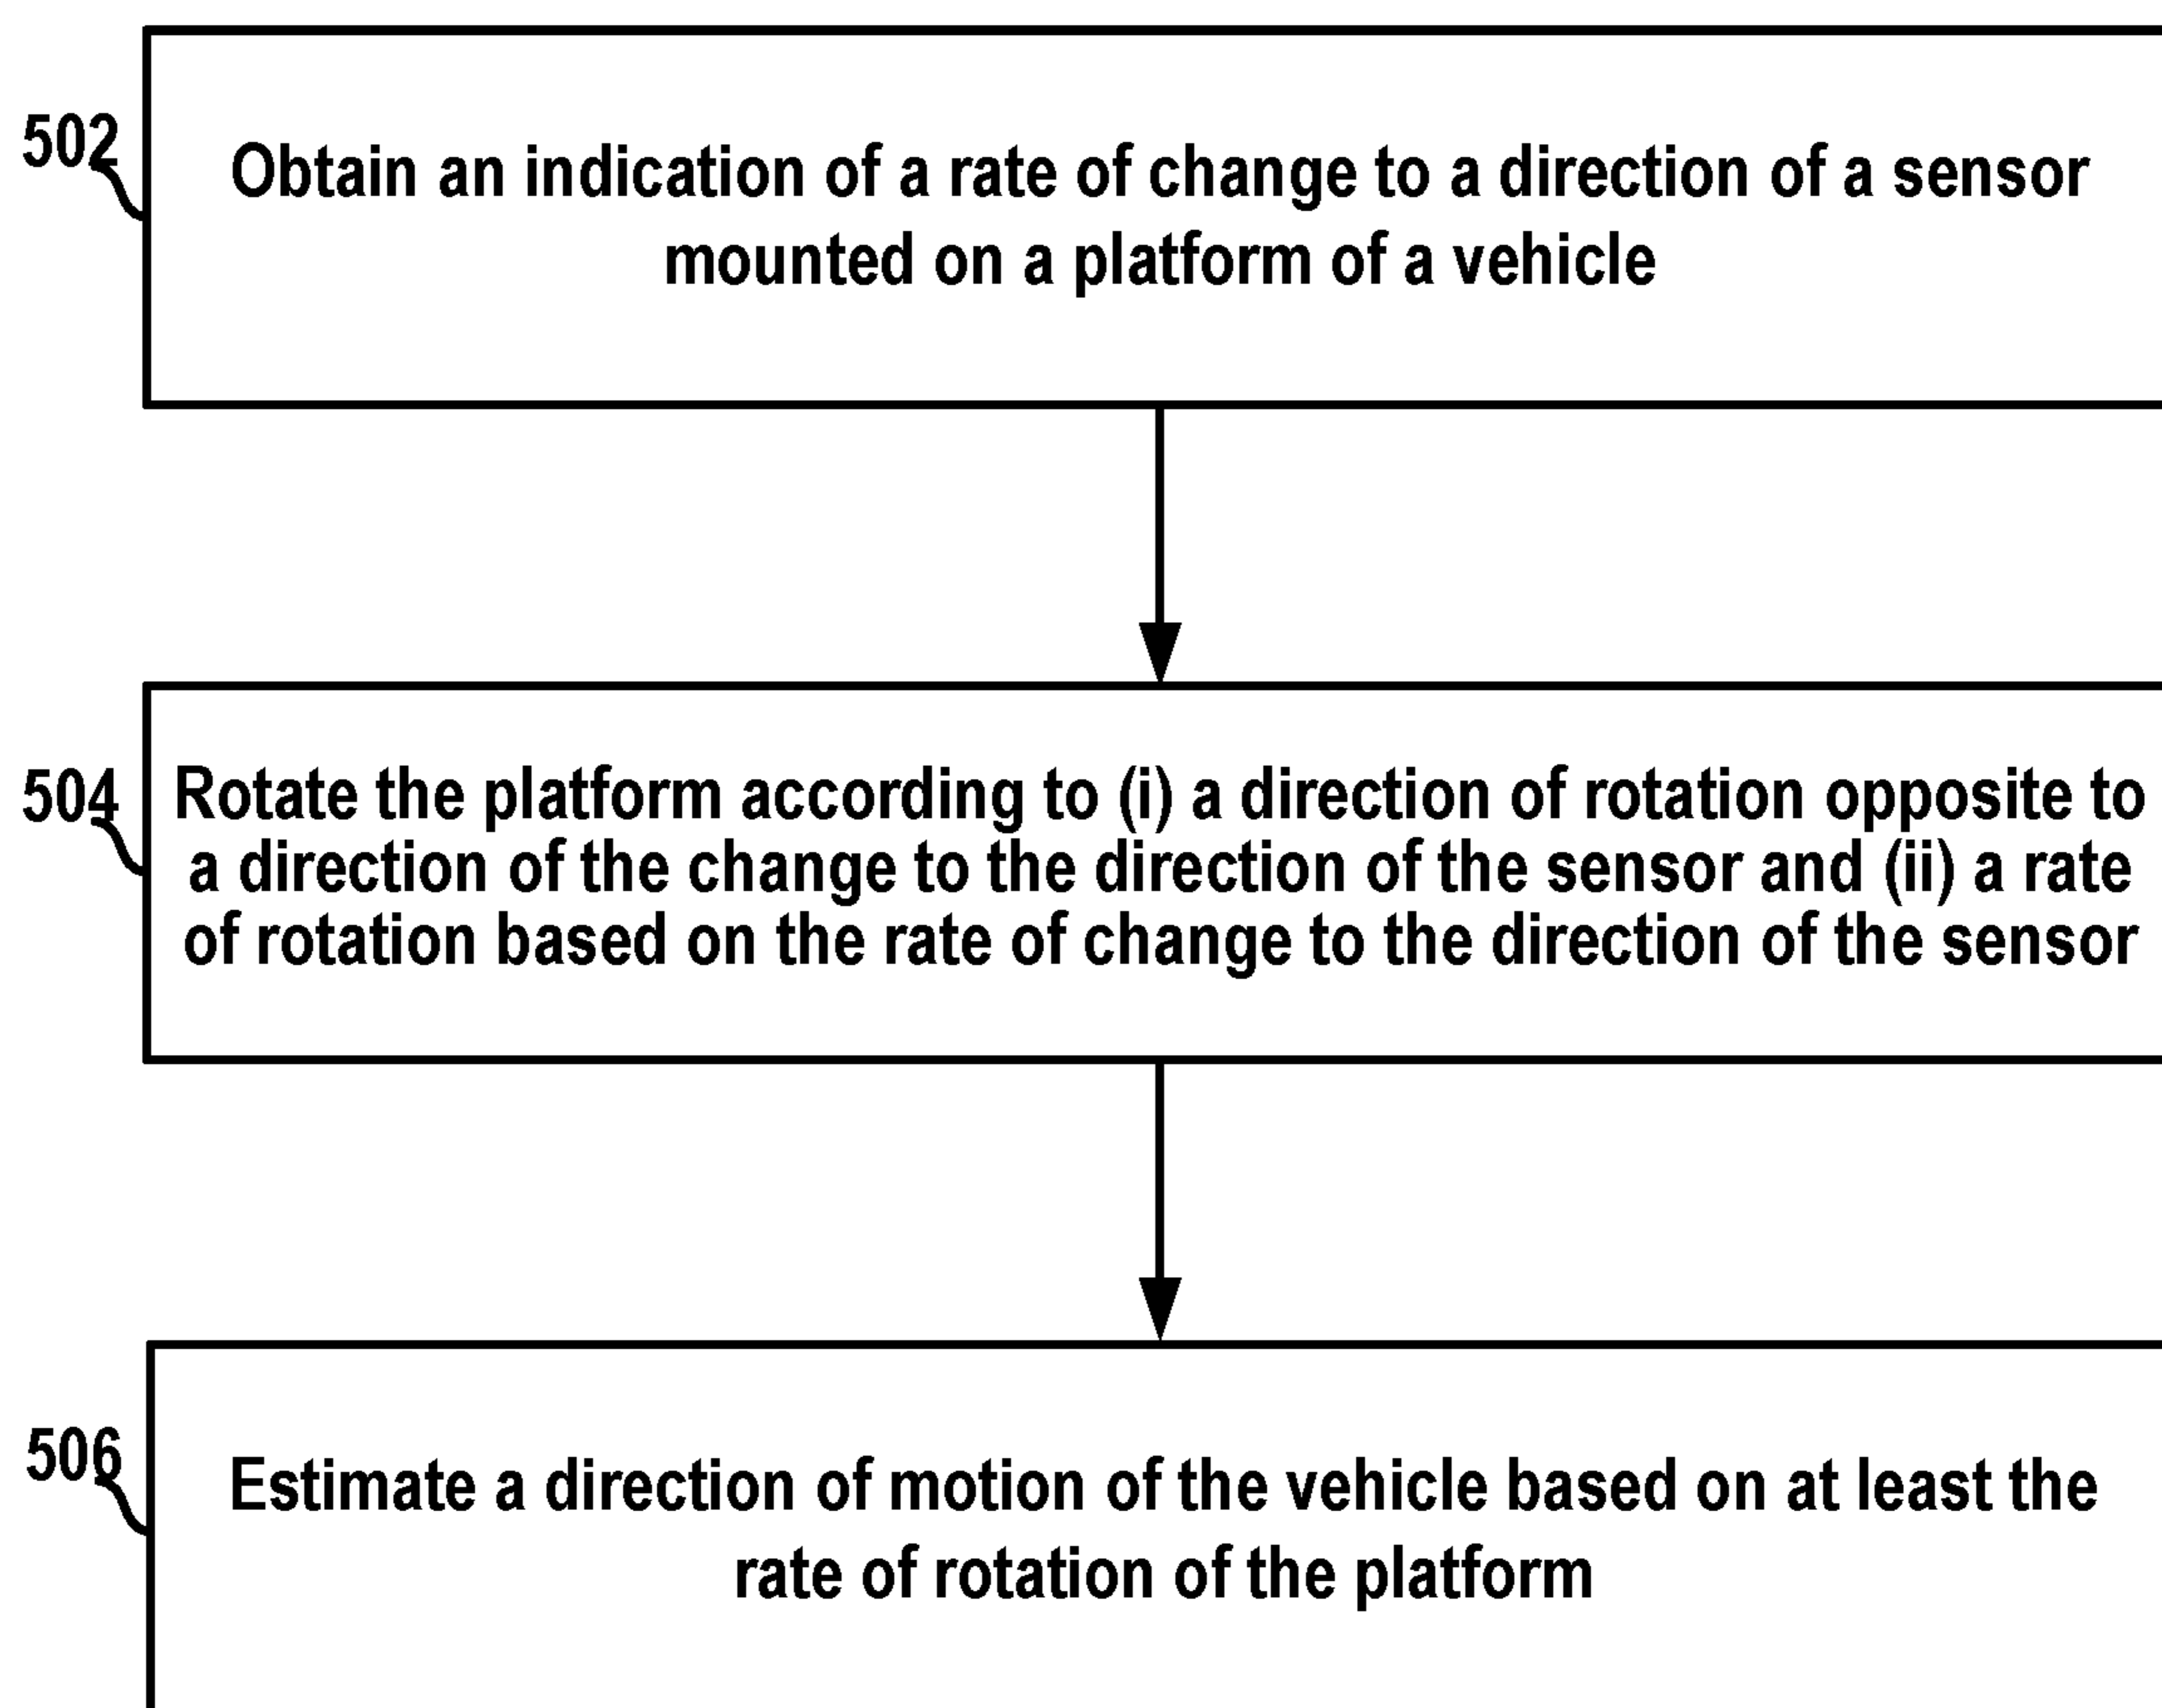 502
Obtain an indication of a rate of change to a direction of a sensor
mounted on a platform of a vehicle
504
Rotate the platform according to (i) a direction of rotation opposite to
a direction of the change to the direction of the sensor and (ii) a rate
of rotation based on the rate of change to the direction of the sensor
506
Estimate a direction of motion of the vehicle based on at least the
rate of rotation of the platform